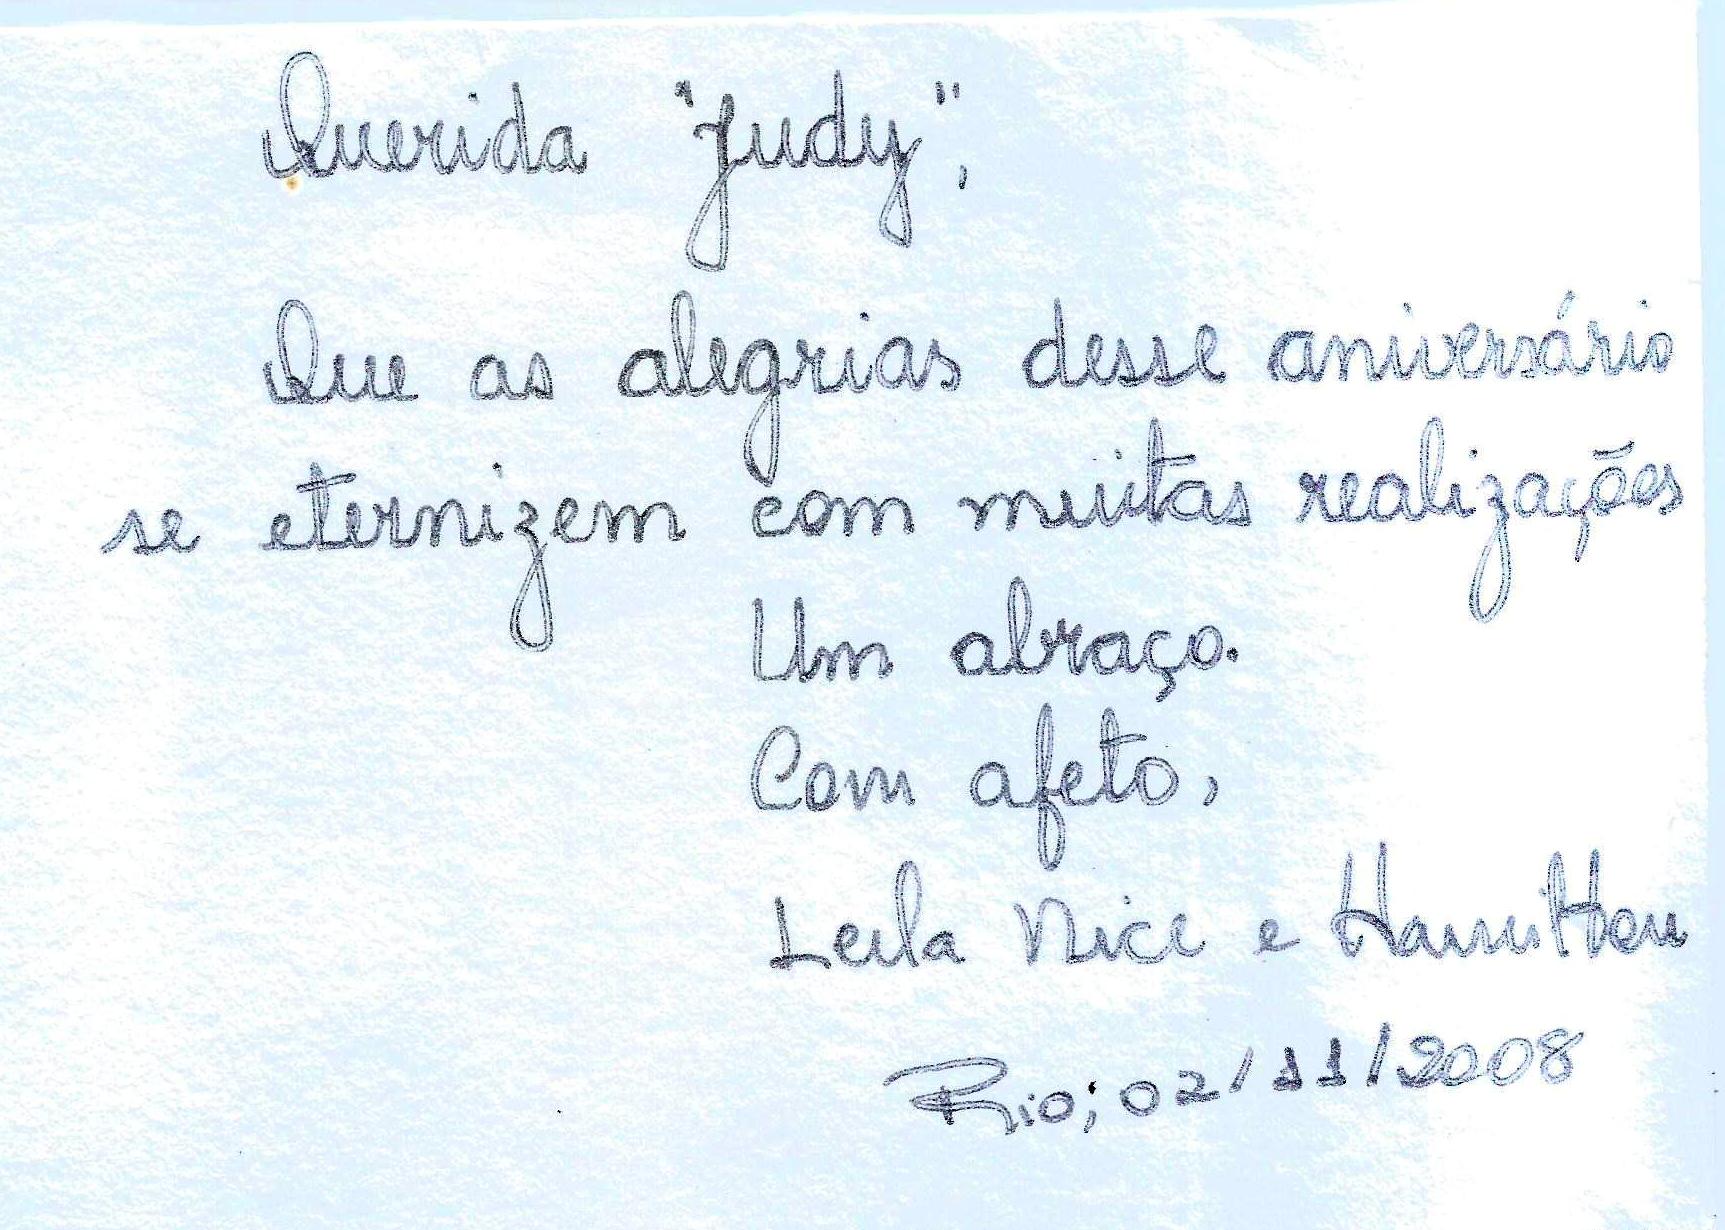 Querida "Judy",
Que as alegrias desse aniversário
se eternizem com muitas realizações
Um abraço.
Com afeto,
Leila Nice e Hamilton
Rio; 02/11/2008